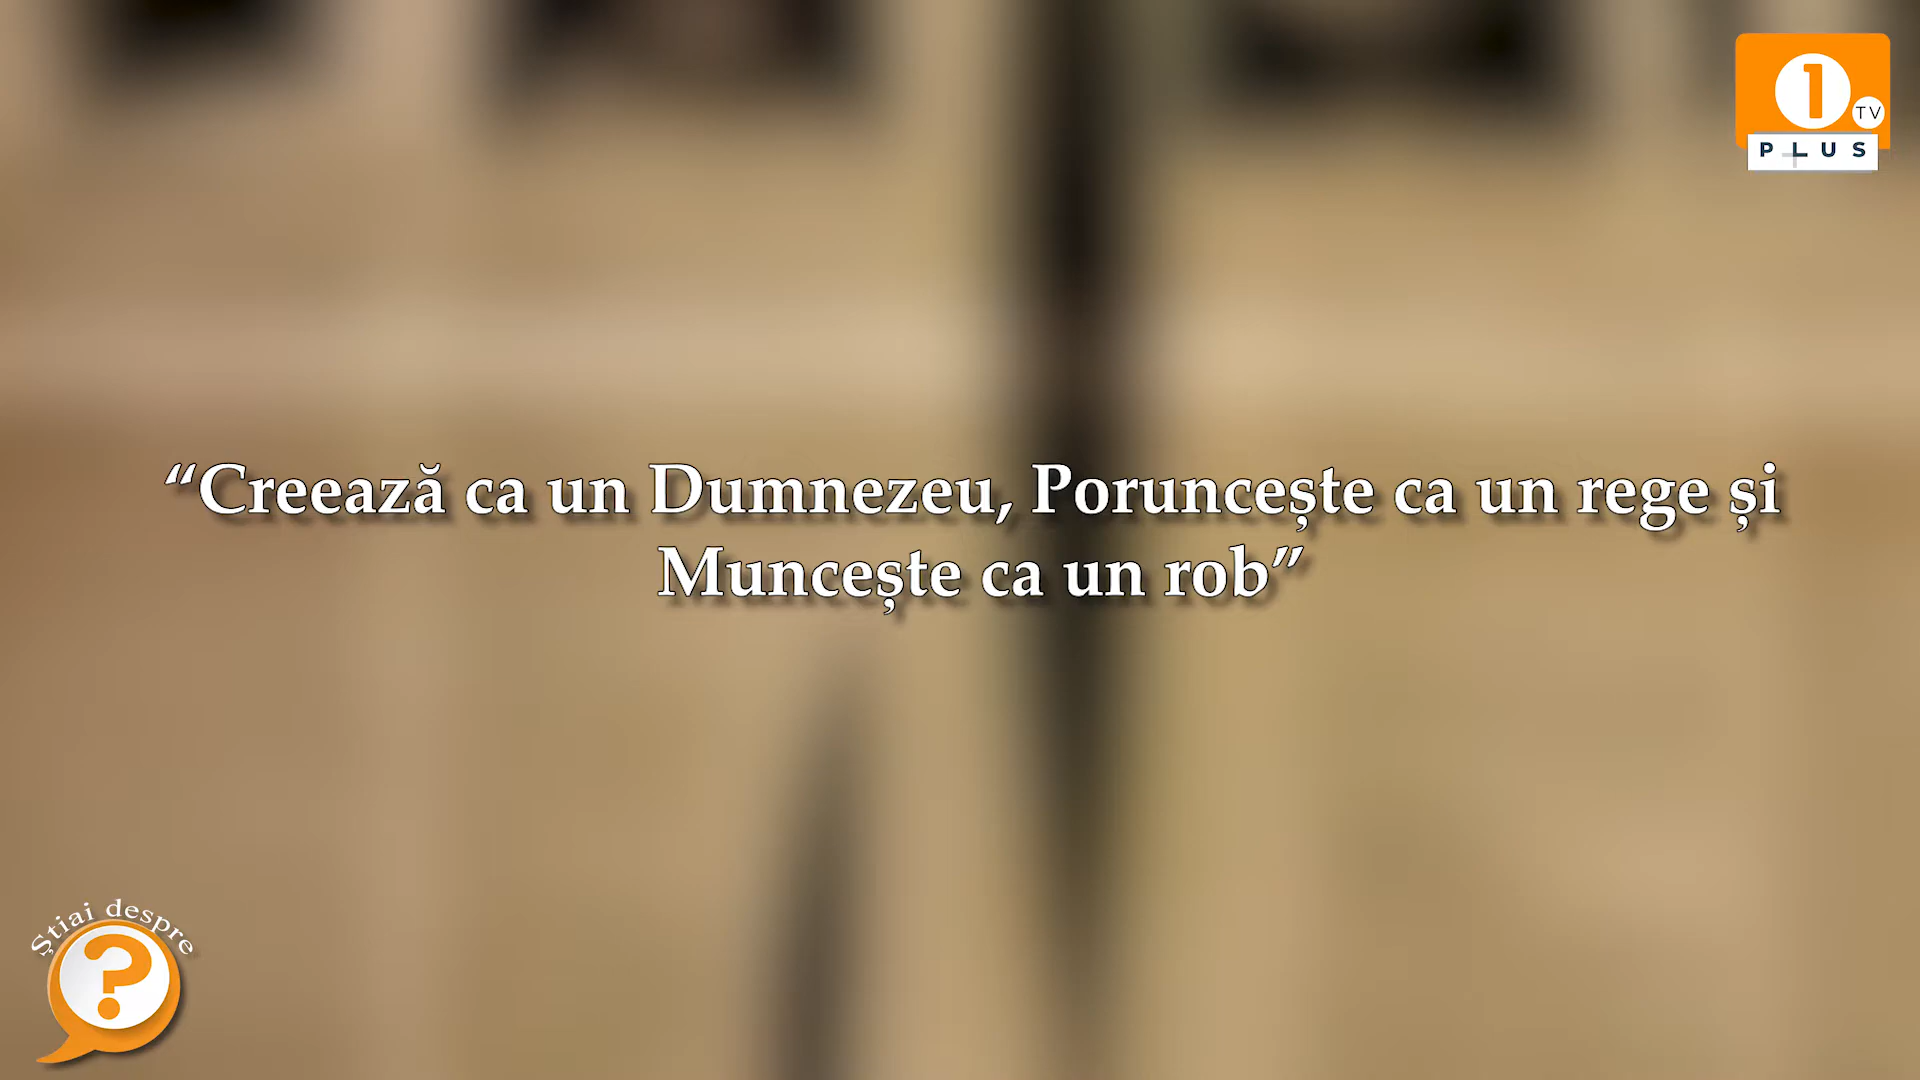 1
TV
PLUS
“Creează ca un Dumnezeu, Poruncește ca un rege și
Muncește ca un rob”
Știai despre
?